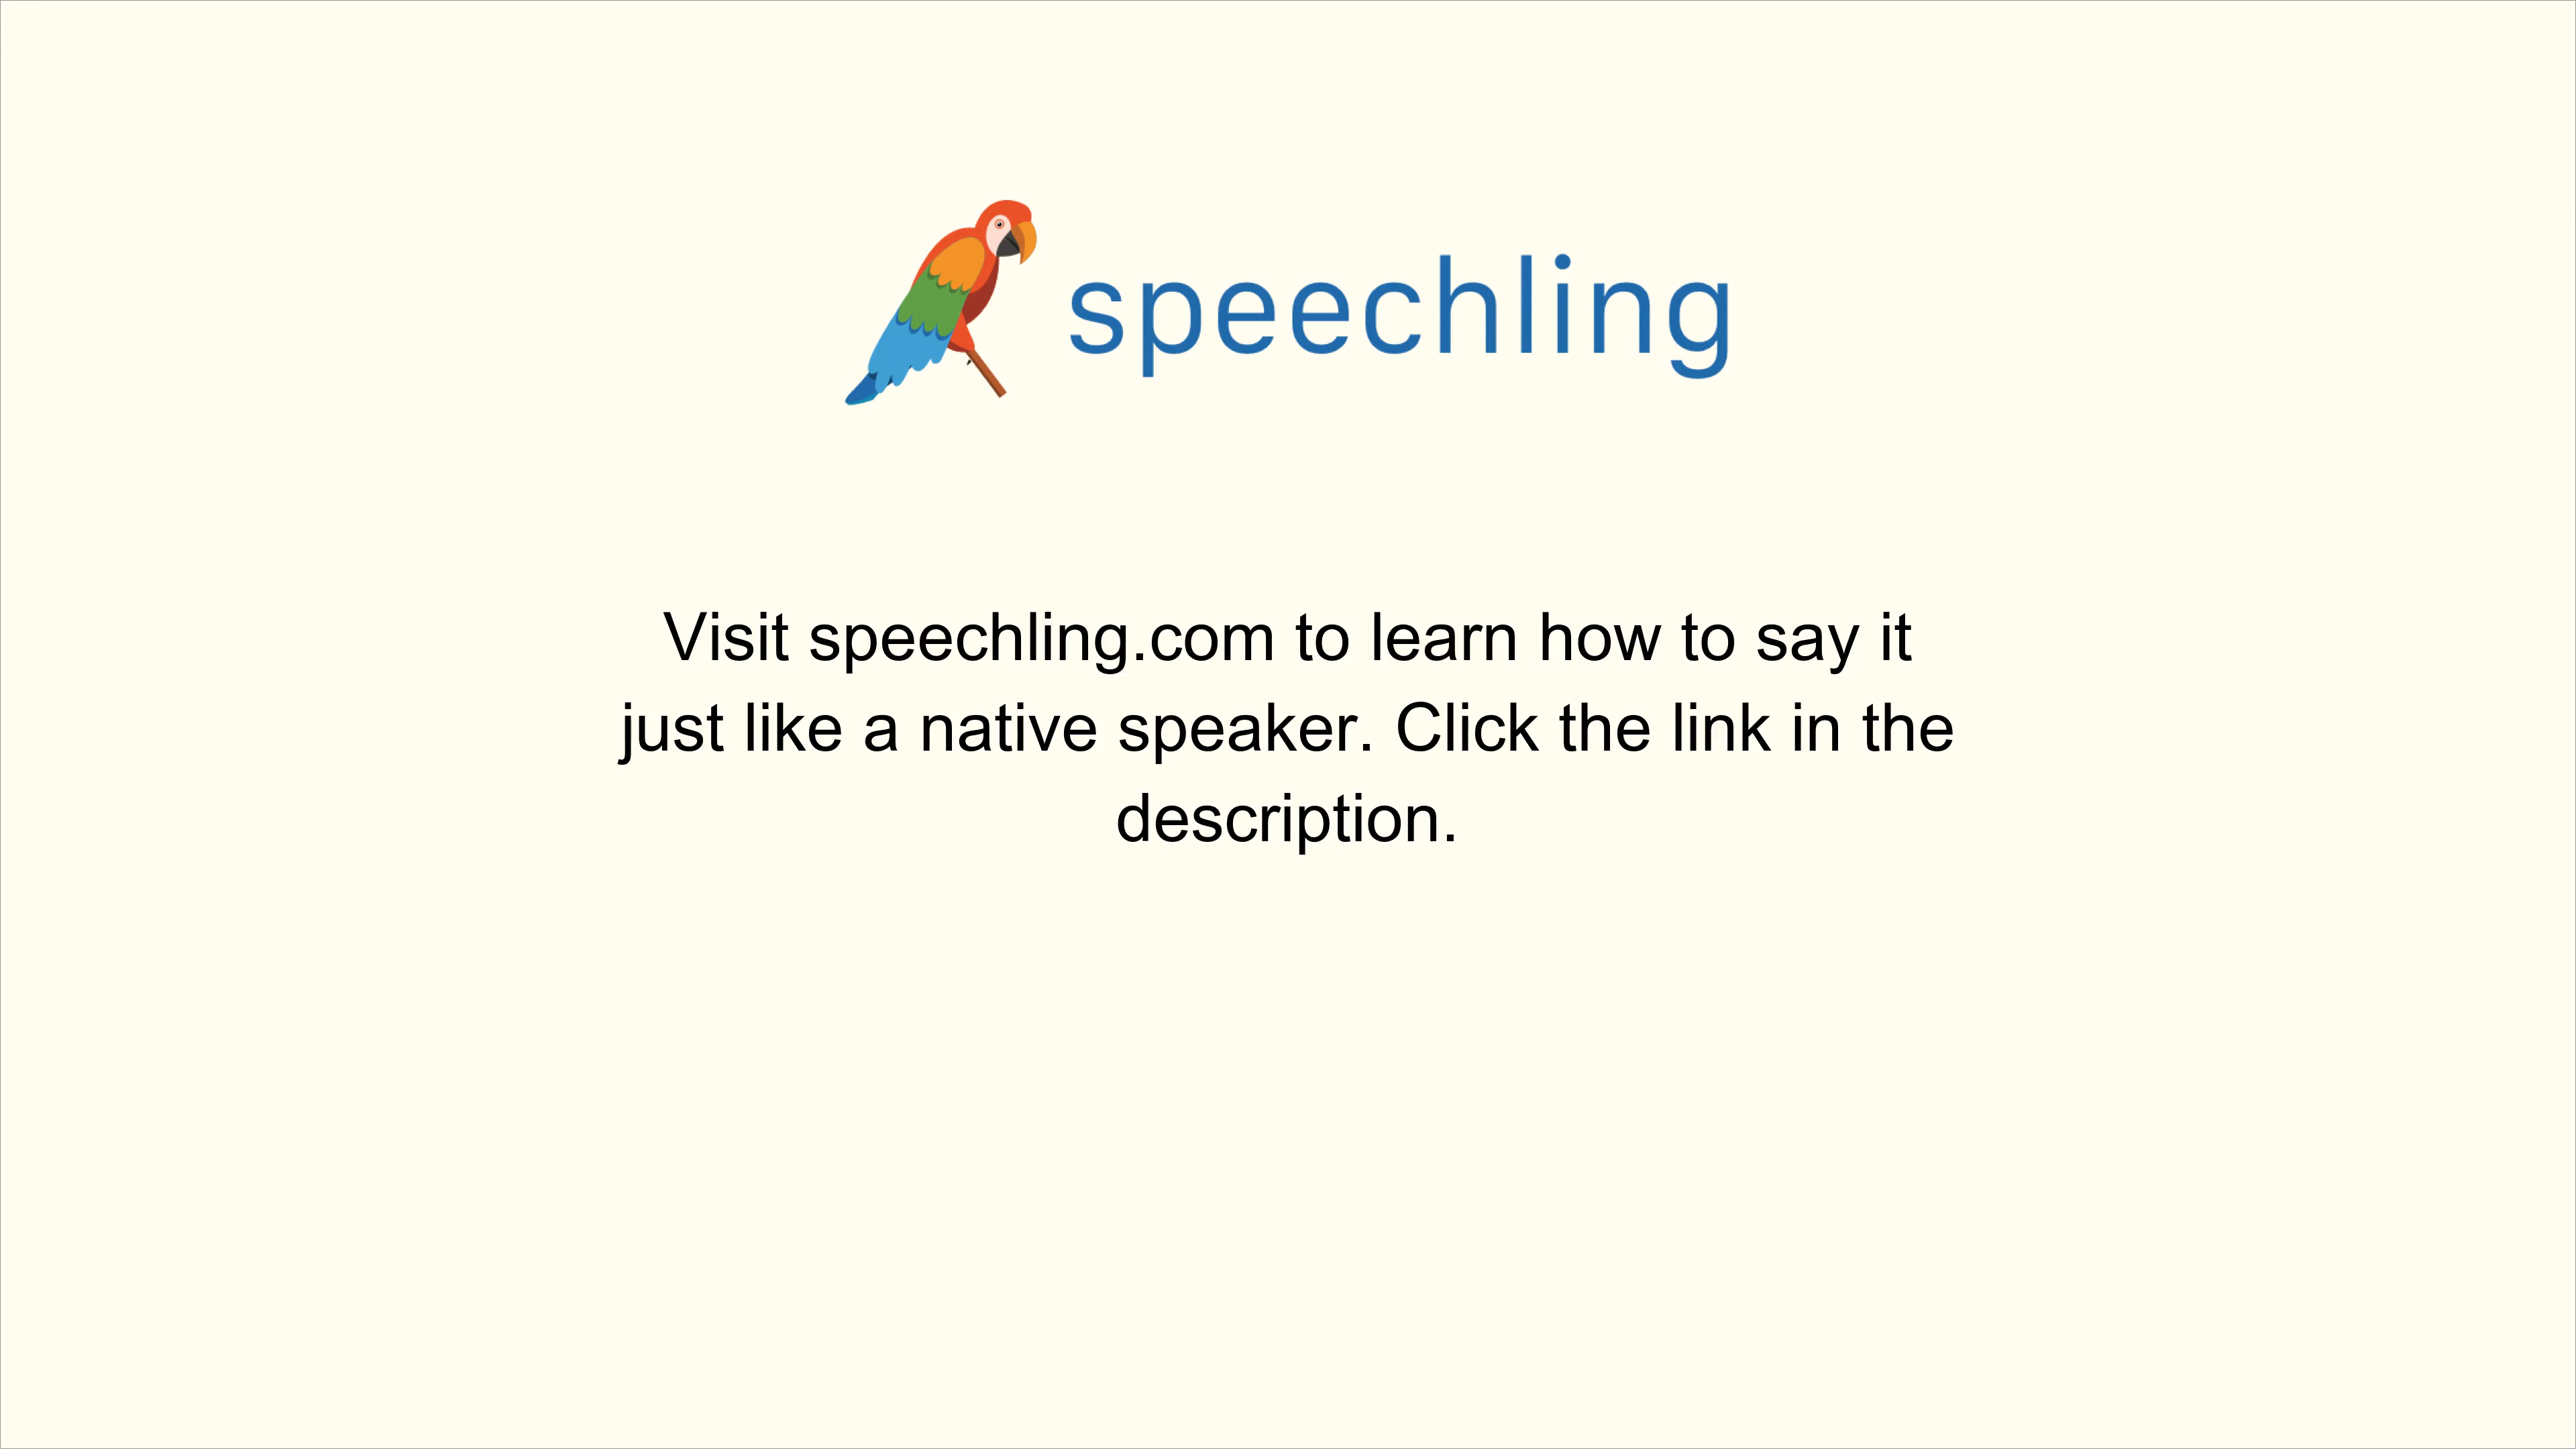 speechling
Visit speechling.com to learn how to say it
just like a native speaker. Click the link in the
description.